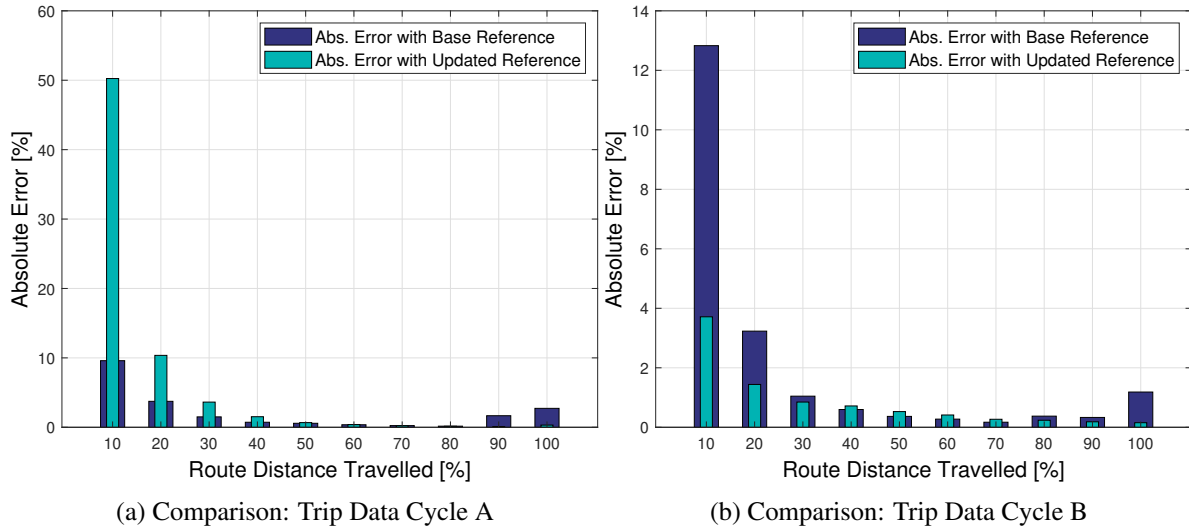 Abs. Error with Base Reference
Abs. Error with Updated Reference
60
50
40
30
20
10
0
Absolute Error [%]
10 20 30 40 50 60 70 80 90 100
Route Distance Travelled [%]
(a) Comparison: Trip Data Cycle A
Abs. Error with Base Reference
Abs. Error with Updated Reference
14
12
10
8
6
4
2
0
Absolute Error [%]
10 20 30 40 50 60 70 80 90 100
Route Distance Travelled [%]
(b) Comparison: Trip Data Cycle B